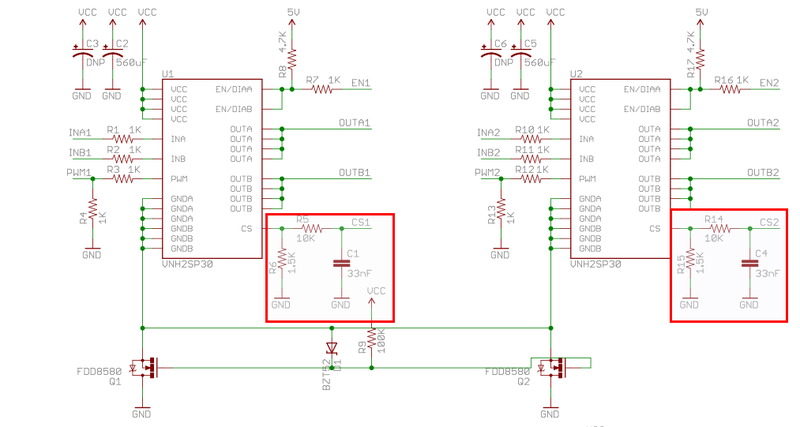 VCC VCC 5V VCC VCC 5V
C3 C2 C6 C5
DNP 560uF DNP 560uF
GND GND GND GND
R8 4.7K R17 4.7K
R7 1K EN1 R16 1K EN2
U1 U2
VCC EN/DIAA VCC EN/DIAA
VCC VCC
VCC EN/DIAB VCC EN/DIAB
VCC VCC
OUTA OUTA1 OUTA OUTA2
INA1 R1 1K INA OUTA INA2 R10 1K INA OUTA
OUTA OUTA
INB1 R2 1K INB OUTA INB2 R11 1K INB OUTA
PWM1 R3 1K PWM OUTB OUTB1 PWM2 R12 1K PWM OUTB OUTB2
OUTB OUTB
GNDA OUTB GNDA OUTB
GNDA OUTB GNDA OUTB
R4 1K R13 1K
GNDA GNDA
GNDB CS R5 10K CS1 GNDB CS R14 10K CS2
GNDB GNDB
GNDB GNDB
GND GND
VNH2SP30 VNH2SP30
R6 1.5K C1 33nF R15 1.5K C4 33nF
GND GND GND GND
VCC
R9 100K
BZT52 D1
FDD8580 FDD8580
Q1 Q2
GND GND